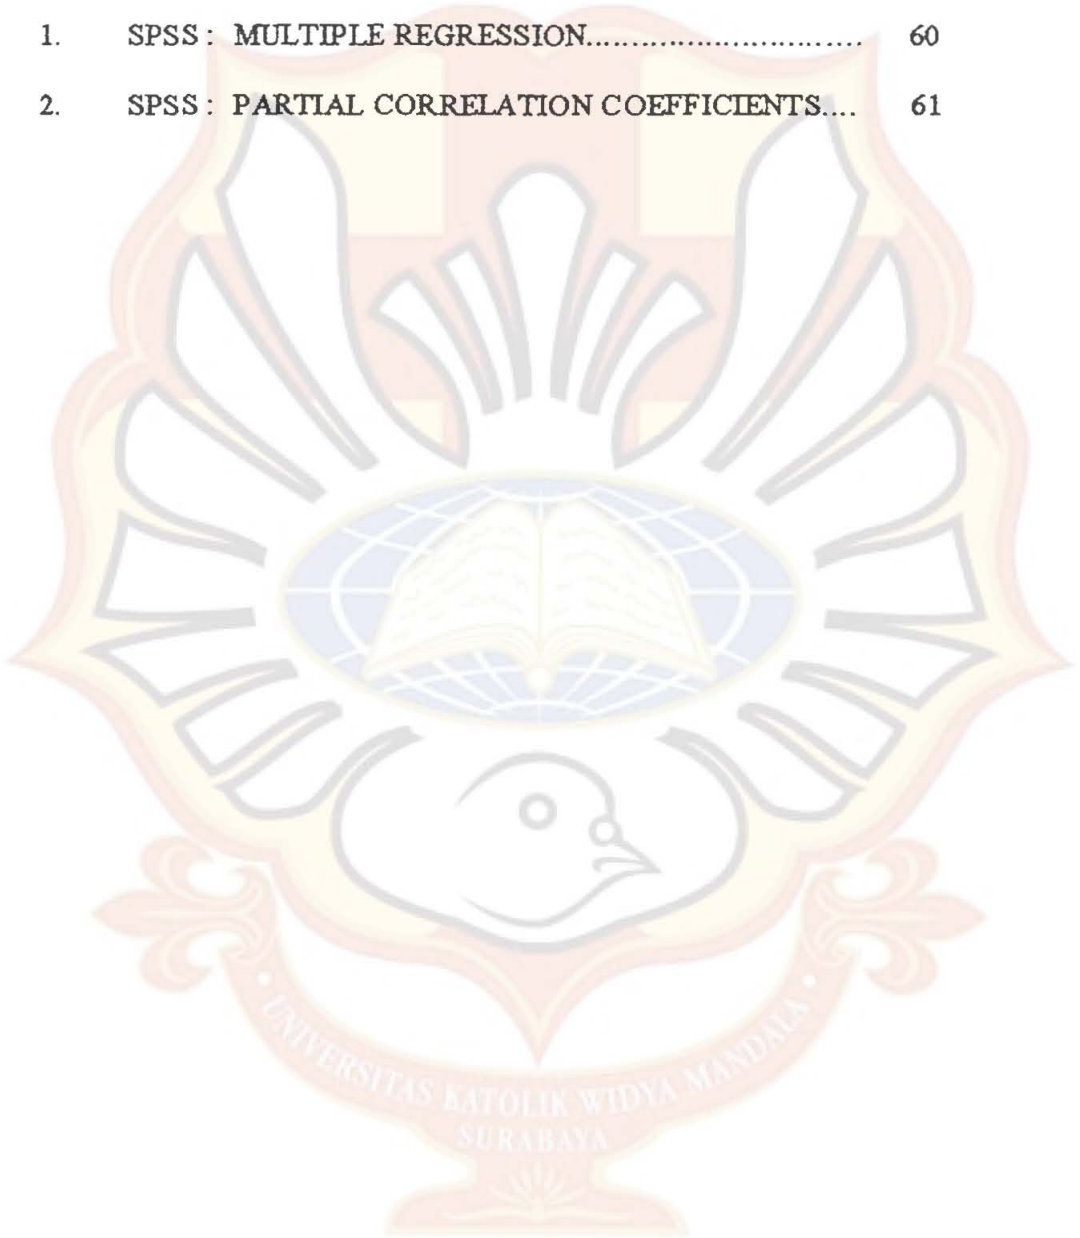 1. SPSS : MULTIPLE REGRESSION.............................. 60
2. SPSS : PARTIAL CORRELATION COEFFICIENTS.... 61
UNIVERSITAS KATOLIK WIDYA MANDALA
SURABAYA